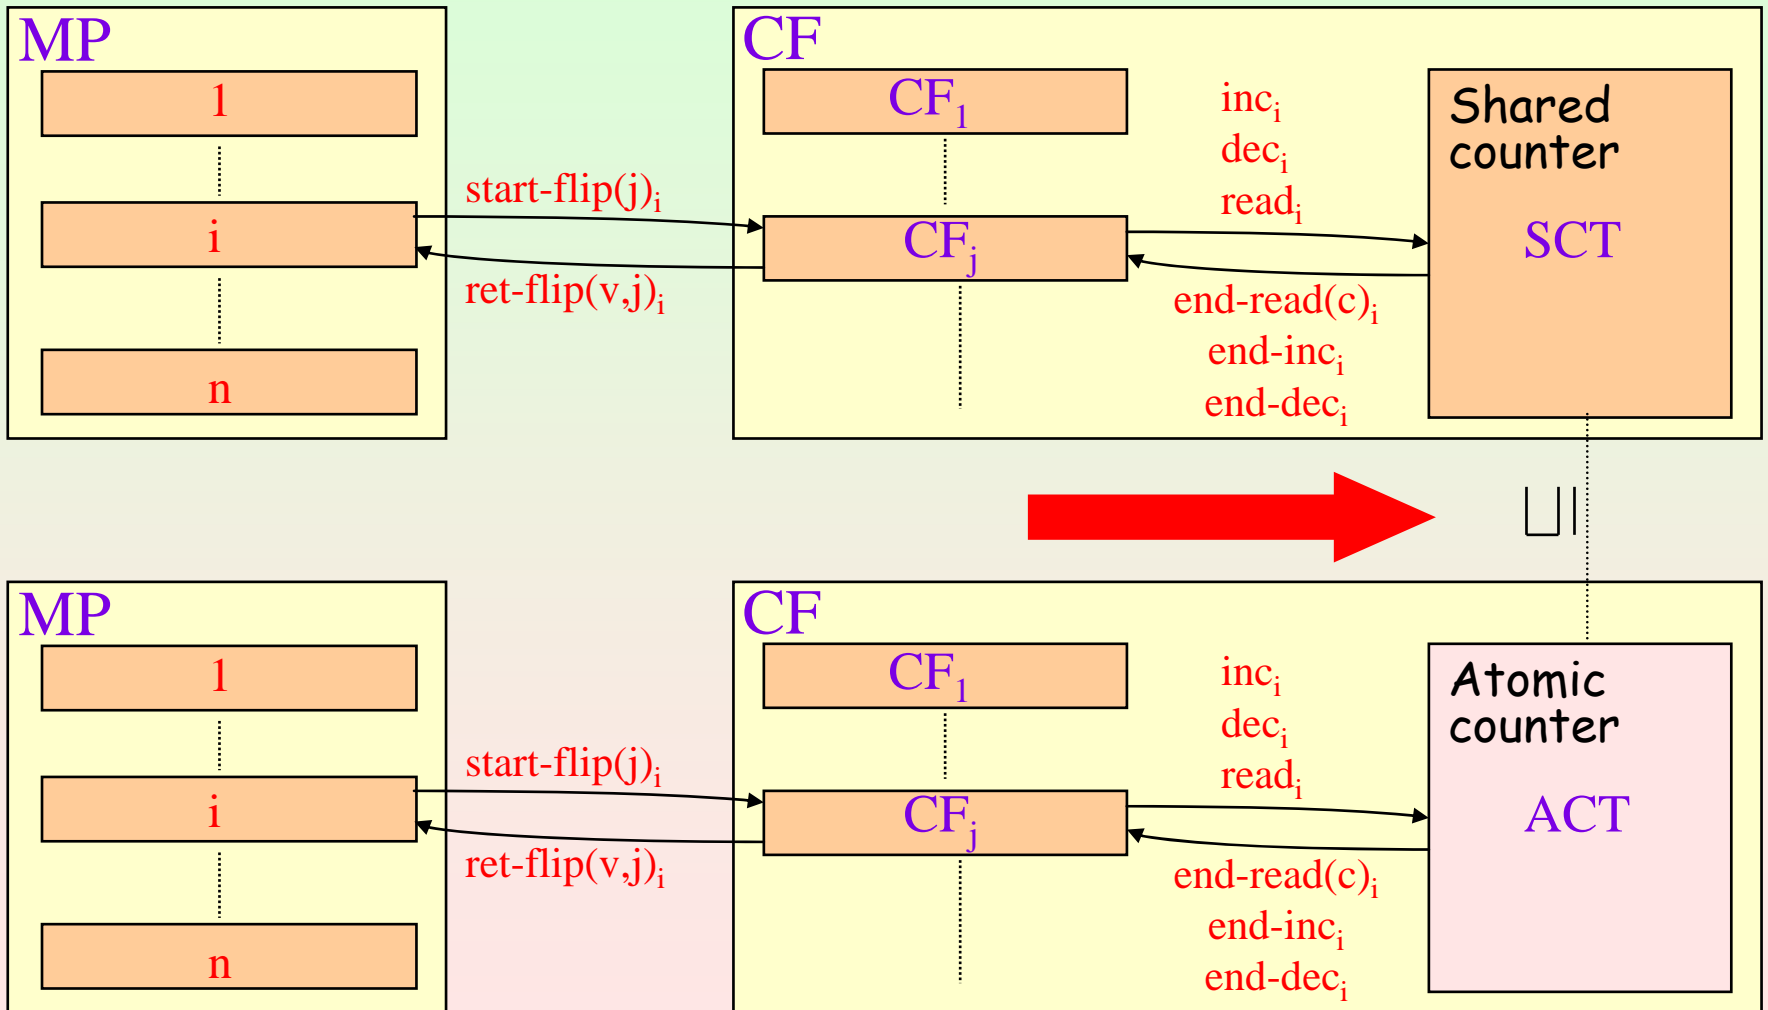 MP
1
i
n
start-flip(j)ᵢ
ret-flip(v,j)ᵢ
CF
CF₁
CFⱼ
incᵢ
decᵢ
readᵢ
end-read(c)ᵢ
end-incᵢ
end-decᵢ
Shared
counter
SCT
⊑
MP
1
i
n
start-flip(j)ᵢ
ret-flip(v,j)ᵢ
CF
CF₁
CFⱼ
incᵢ
decᵢ
readᵢ
end-read(c)ᵢ
end-incᵢ
end-decᵢ
Atomic
counter
ACT